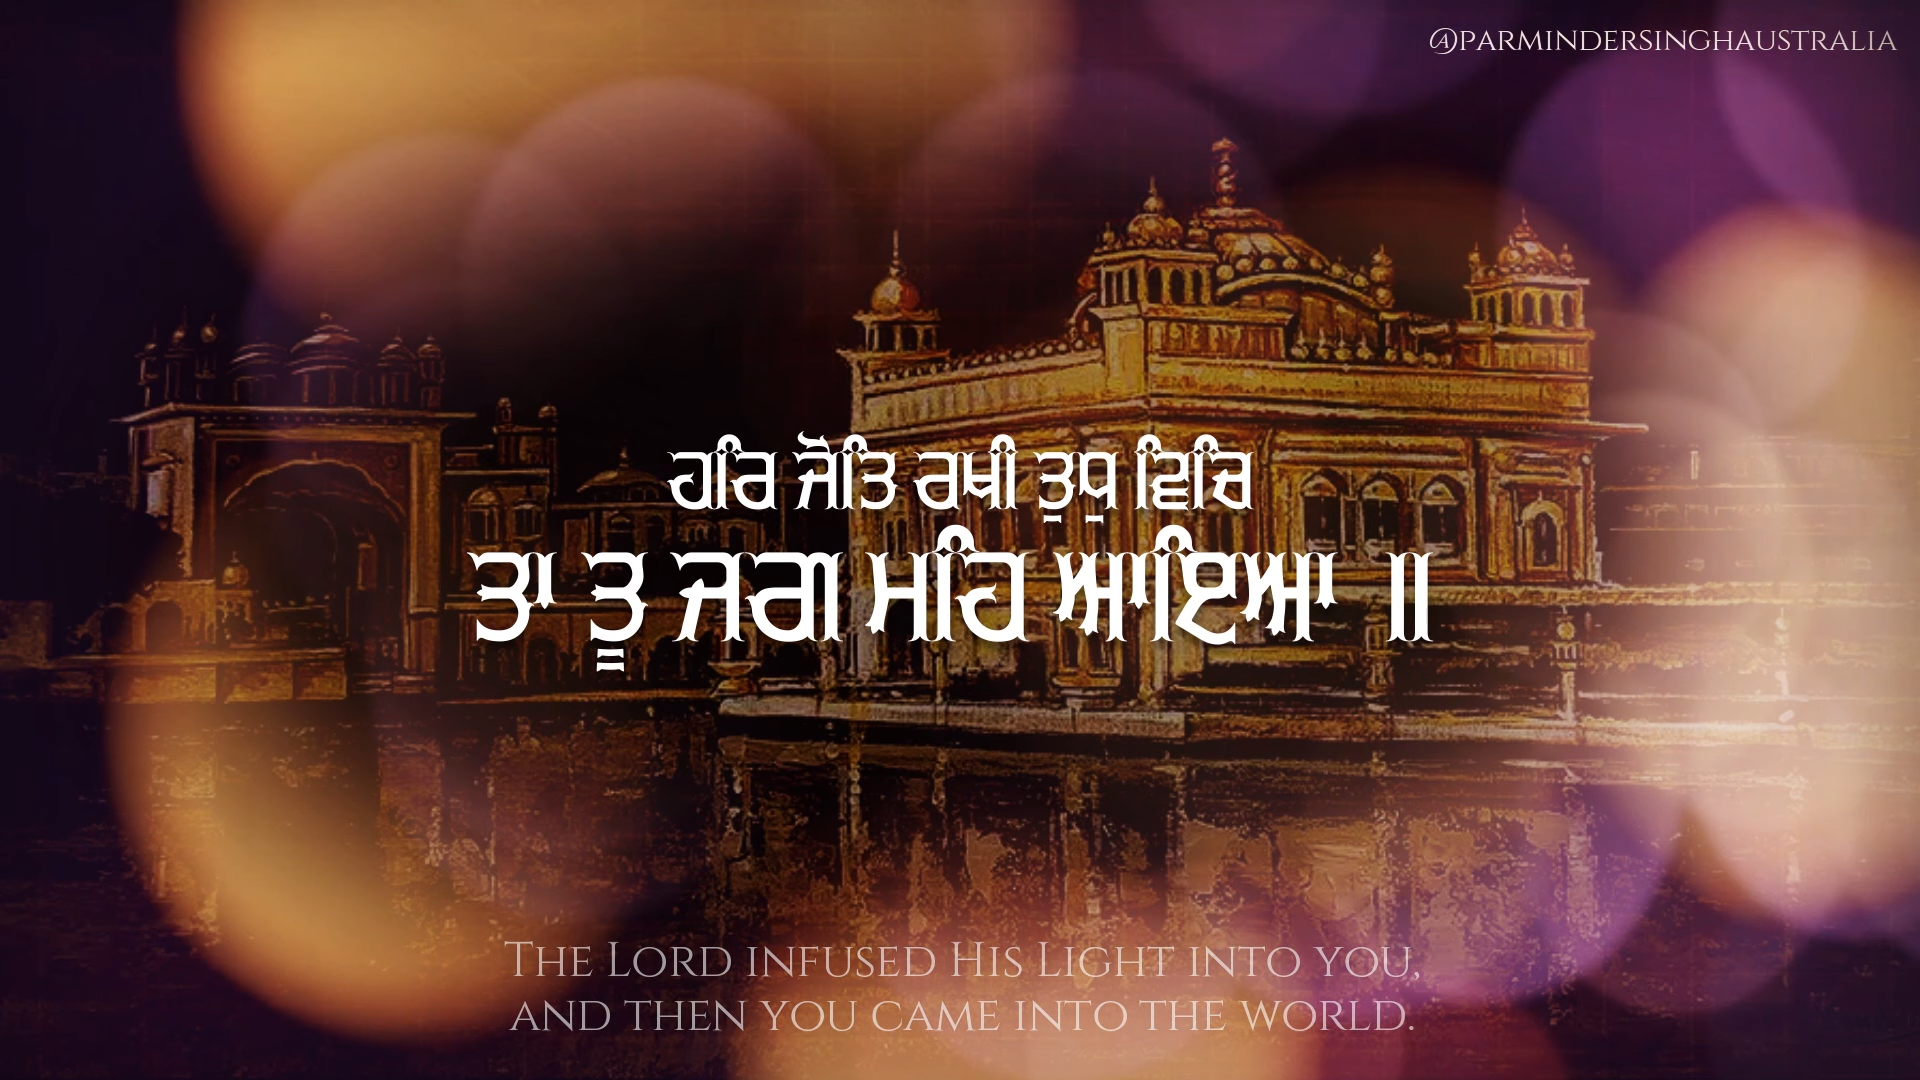 @PARMINDERSINGHAUSTRALIA
ਹਰਿ ਜੋਤਿ ਰਖੀ ਤੁਧੁ ਵਿਚਿ
ਤਾ ਤੂ ਜਗ ਮਹਿ ਆਇਆ ॥
The Lord infused His Light into you,
and then you came into the world.